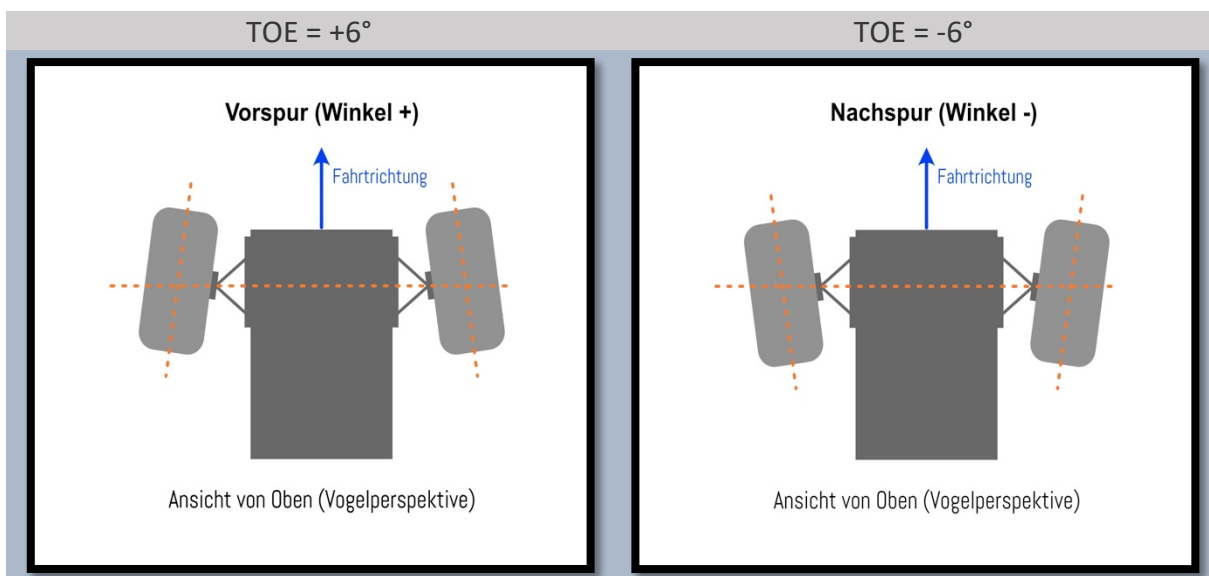 TOE = +6°
Vorspur (Winkel +)
Fahrtrichtung
Ansicht von Oben (Vogelperspektive)
TOE = -6°
Nachspur (Winkel -)
Fahrtrichtung
Ansicht von Oben (Vogelperspektive)